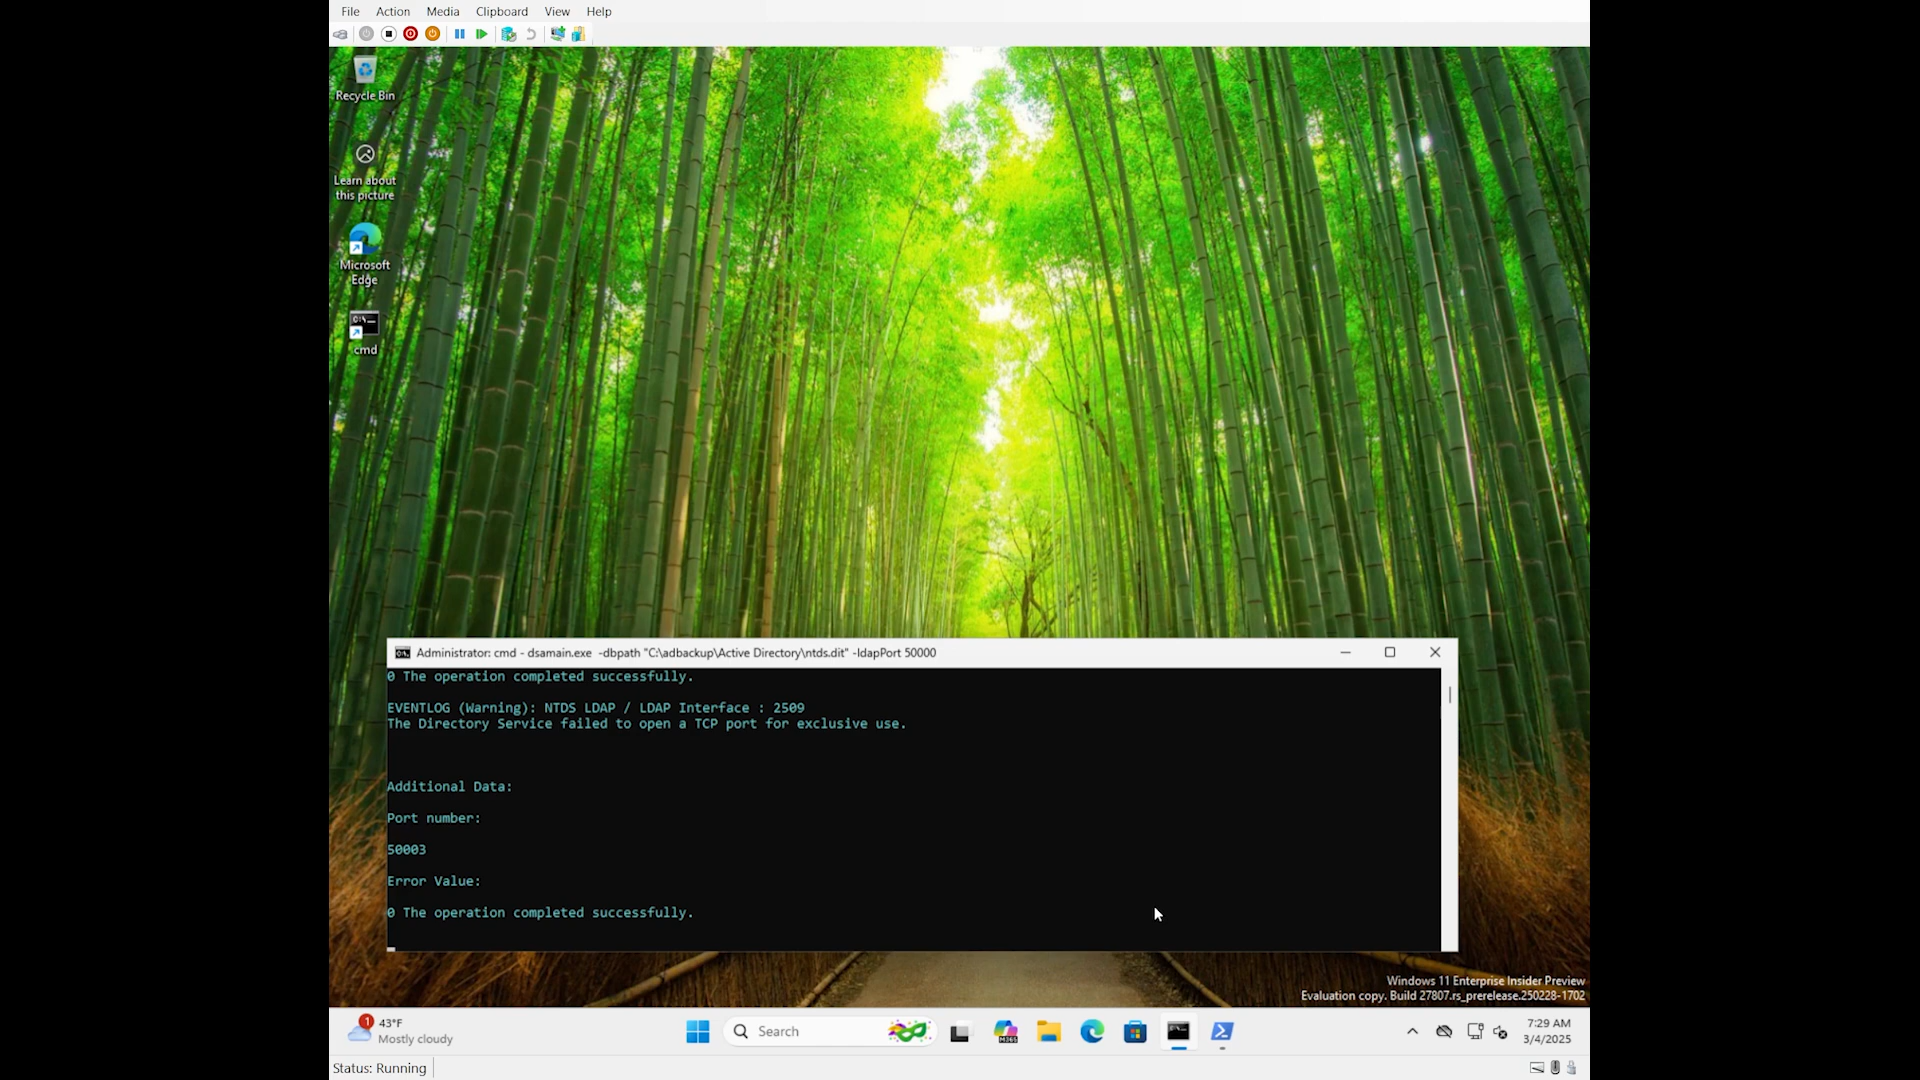 File Action Media Clipboard View Help
Recycle Bin
Learn about
this picture
Microsoft
Edge
cmd
Administrator: cmd - dsamain.exe -dbpath "C:\adbackup\Active Directory\ntds.dit" -ldapPort 50000
0 The operation completed successfully.
EVENTLOG (Warning): NTDS LDAP / LDAP Interface : 2509
The Directory Service failed to open a TCP port for exclusive use.
Additional Data:
Port number:
50003
Error Value:
0 The operation completed successfully.
Windows 11 Enterprise Insider Preview
Evaluation copy. Build 27807.rs_prerelease.250228-1702
1
43°F
Mostly cloudy
Search
M365
7:29 AM
3/4/2025
Status: Running